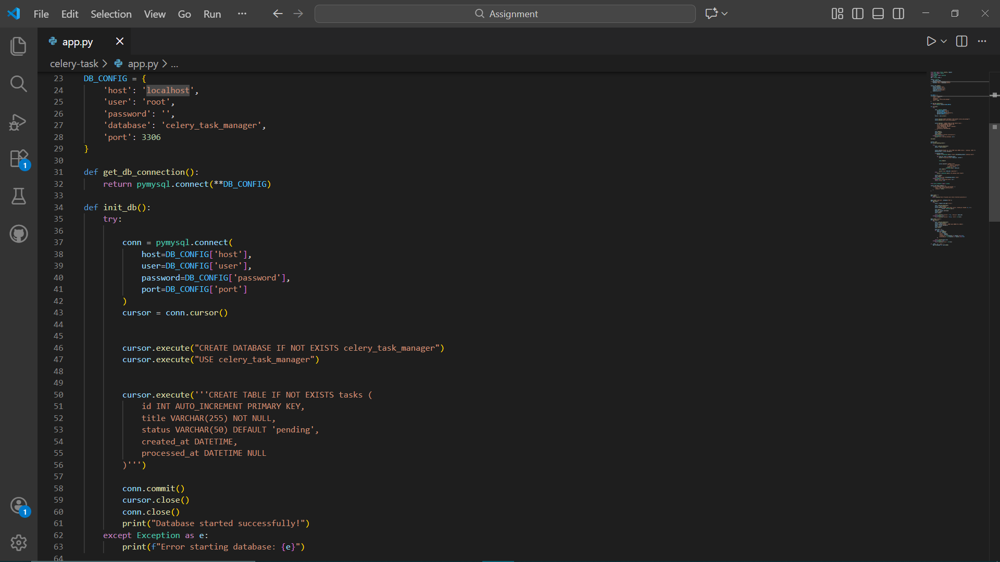 File Edit Selection View Go Run ... Assignment
app.py
celery-task > app.py > ...
23 DB_CONFIG = {
24     'host': 'localhost',
25     'user': 'root',
26     'password': '',
27     'database': 'celery_task_manager',
28     'port': 3306
29 }
30
31 def get_db_connection():
32     return pymysql.connect(**DB_CONFIG)
33
34 def init_db():
35     try:
36
37         conn = pymysql.connect(
38             host=DB_CONFIG['host'],
39             user=DB_CONFIG['user'],
40             password=DB_CONFIG['password'],
41             port=DB_CONFIG['port']
42         )
43         cursor = conn.cursor()
44
45
46         cursor.execute("CREATE DATABASE IF NOT EXISTS celery_task_manager")
47         cursor.execute("USE celery_task_manager")
48
49
50         cursor.execute('''CREATE TABLE IF NOT EXISTS tasks (
51             id INT AUTO_INCREMENT PRIMARY KEY,
52             title VARCHAR(255) NOT NULL,
53             status VARCHAR(50) DEFAULT 'pending',
54             created_at DATETIME,
55             processed_at DATETIME NULL
56         )''')
57
58         conn.commit()
59         cursor.close()
60         conn.close()
61         print("Database started successfully!")
62     except Exception as e:
63         print(f"Error starting database: {e}")
64
1
1